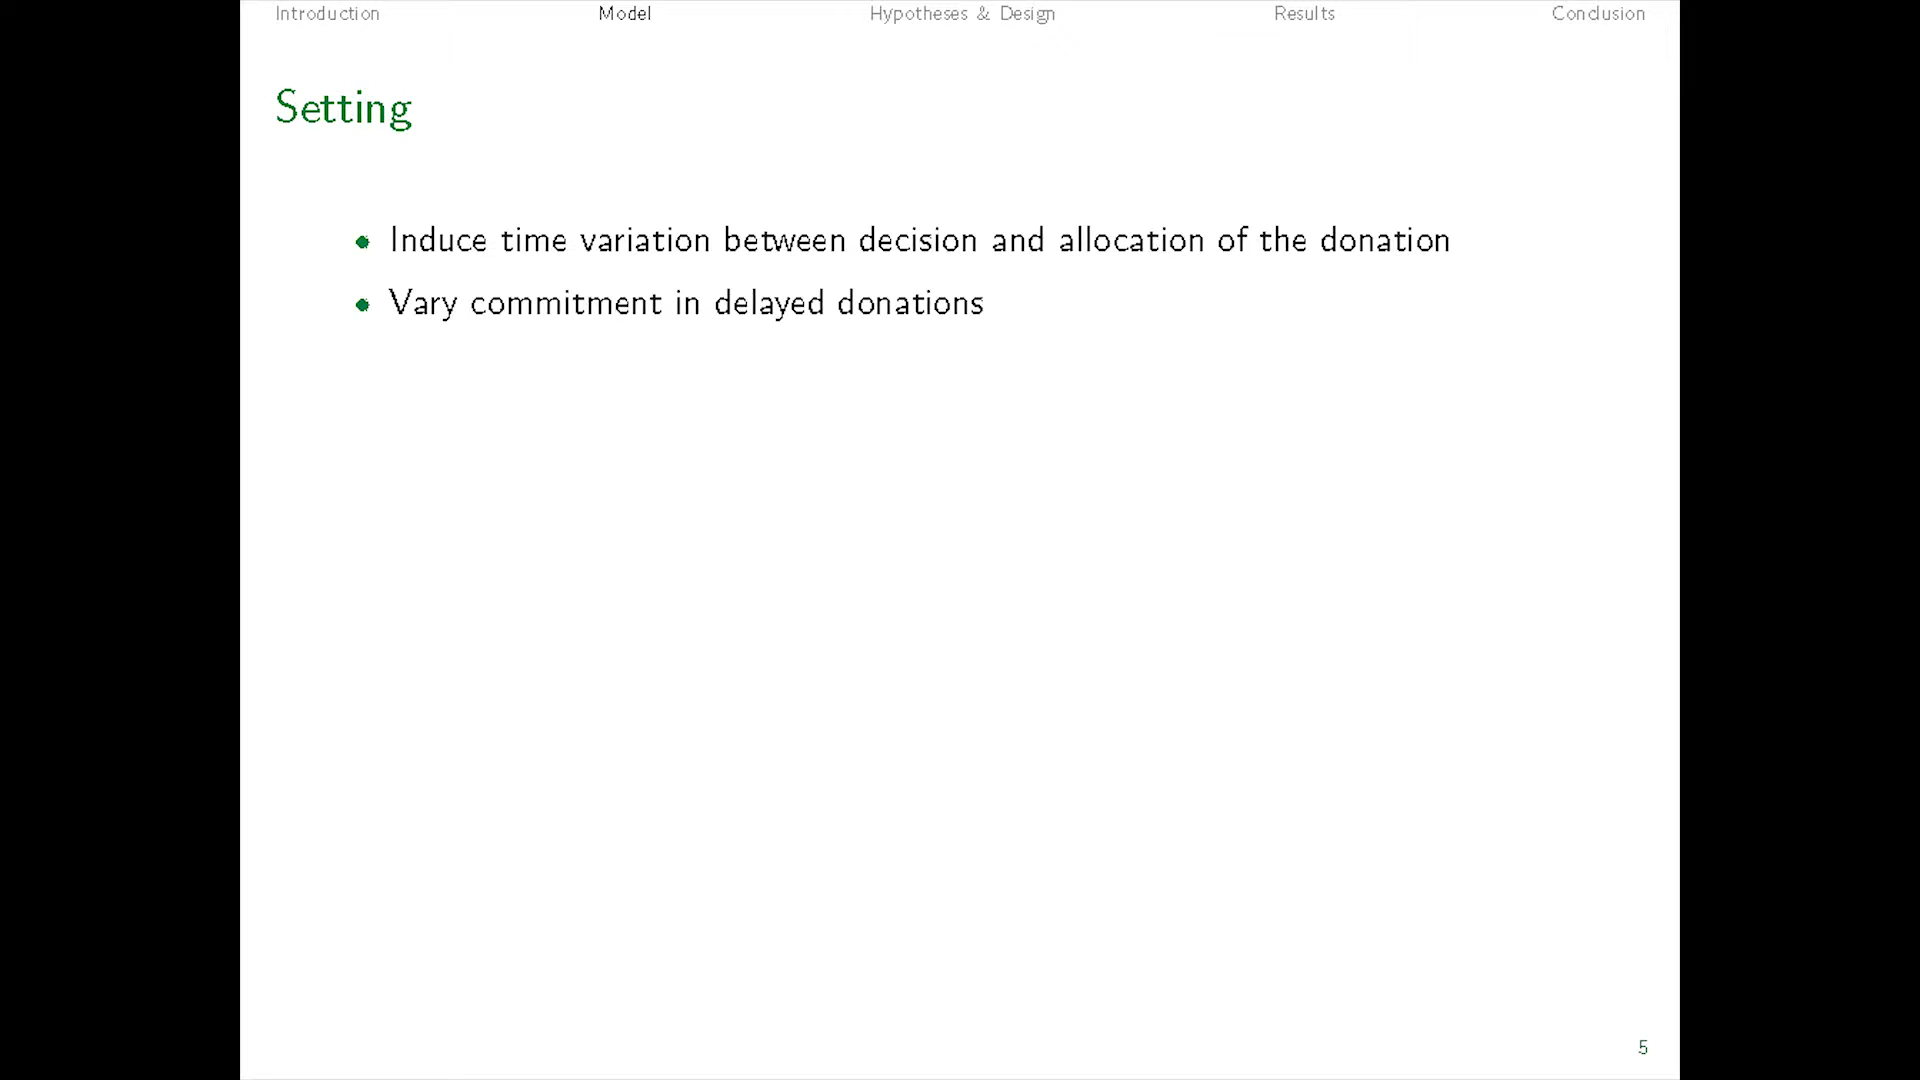 Introduction Model Hypotheses & Design Results Conclusion
Setting
• Induce time variation between decision and allocation of the donation
• Vary commitment in delayed donations
5